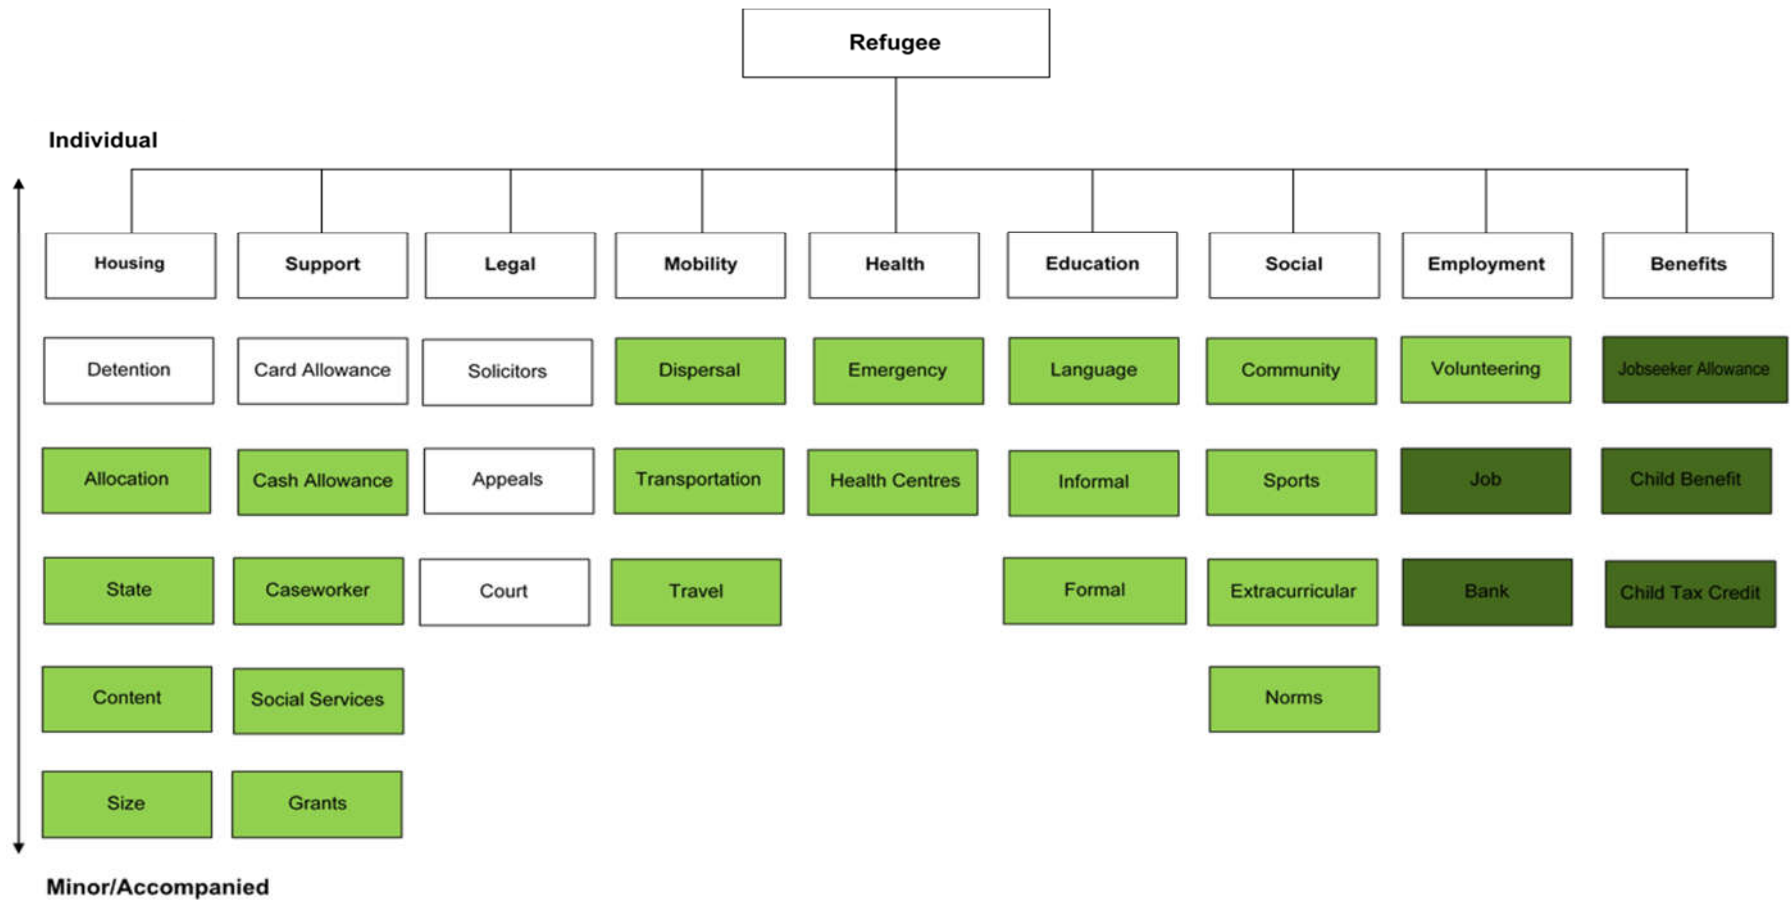 Refugee
Individual
Housing Support Legal Mobility Health Education Social Employment Benefits
Detention Card Allowance Solicitors Dispersal Emergency Language Community Volunteering Jobseeker Allowance
Allocation Cash Allowance Appeals Transportation Health Centres Informal Sports Job Child Benefit
State Caseworker Court Travel Formal Extracurricular Bank Child Tax Credit
Content Social Services Norms
Size Grants
Minor/Accompanied